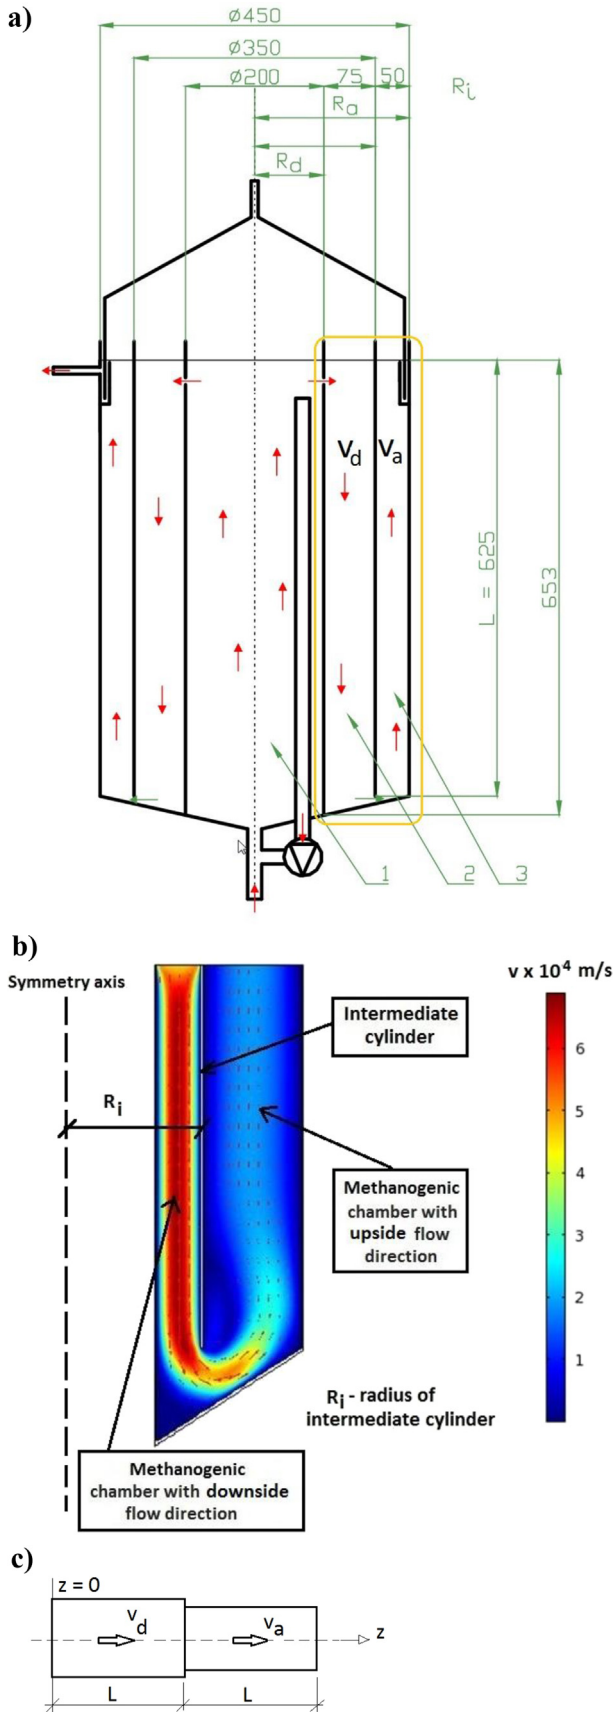 a)
ø450
ø350
ø200 75 50
Ri
Ra
Rd
vd va
L = 625
653
1 2 3
b)
Symmetry axis
v x 10⁴ m/s
Intermediate
cylinder
6
Ri
5
4
Methanogenic
chamber with
upside flow
direction
3
2
1
Ri - radius of
intermediate cylinder
Methanogenic
chamber with downside
flow direction
c)
z = 0
vd va z
L L